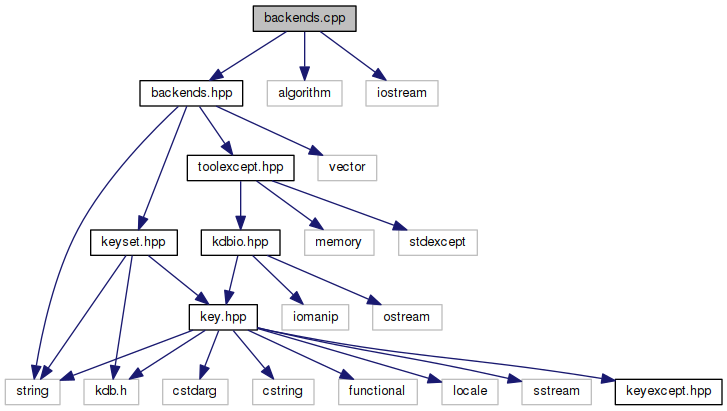 backends.cpp
backends.hpp
algorithm
iostream
toolexcept.hpp
vector
keyset.hpp
kdbio.hpp
memory
stdexcept
key.hpp
iomanip
ostream
string
kdb.h
cstdarg
cstring
functional
locale
sstream
keyexcept.hpp